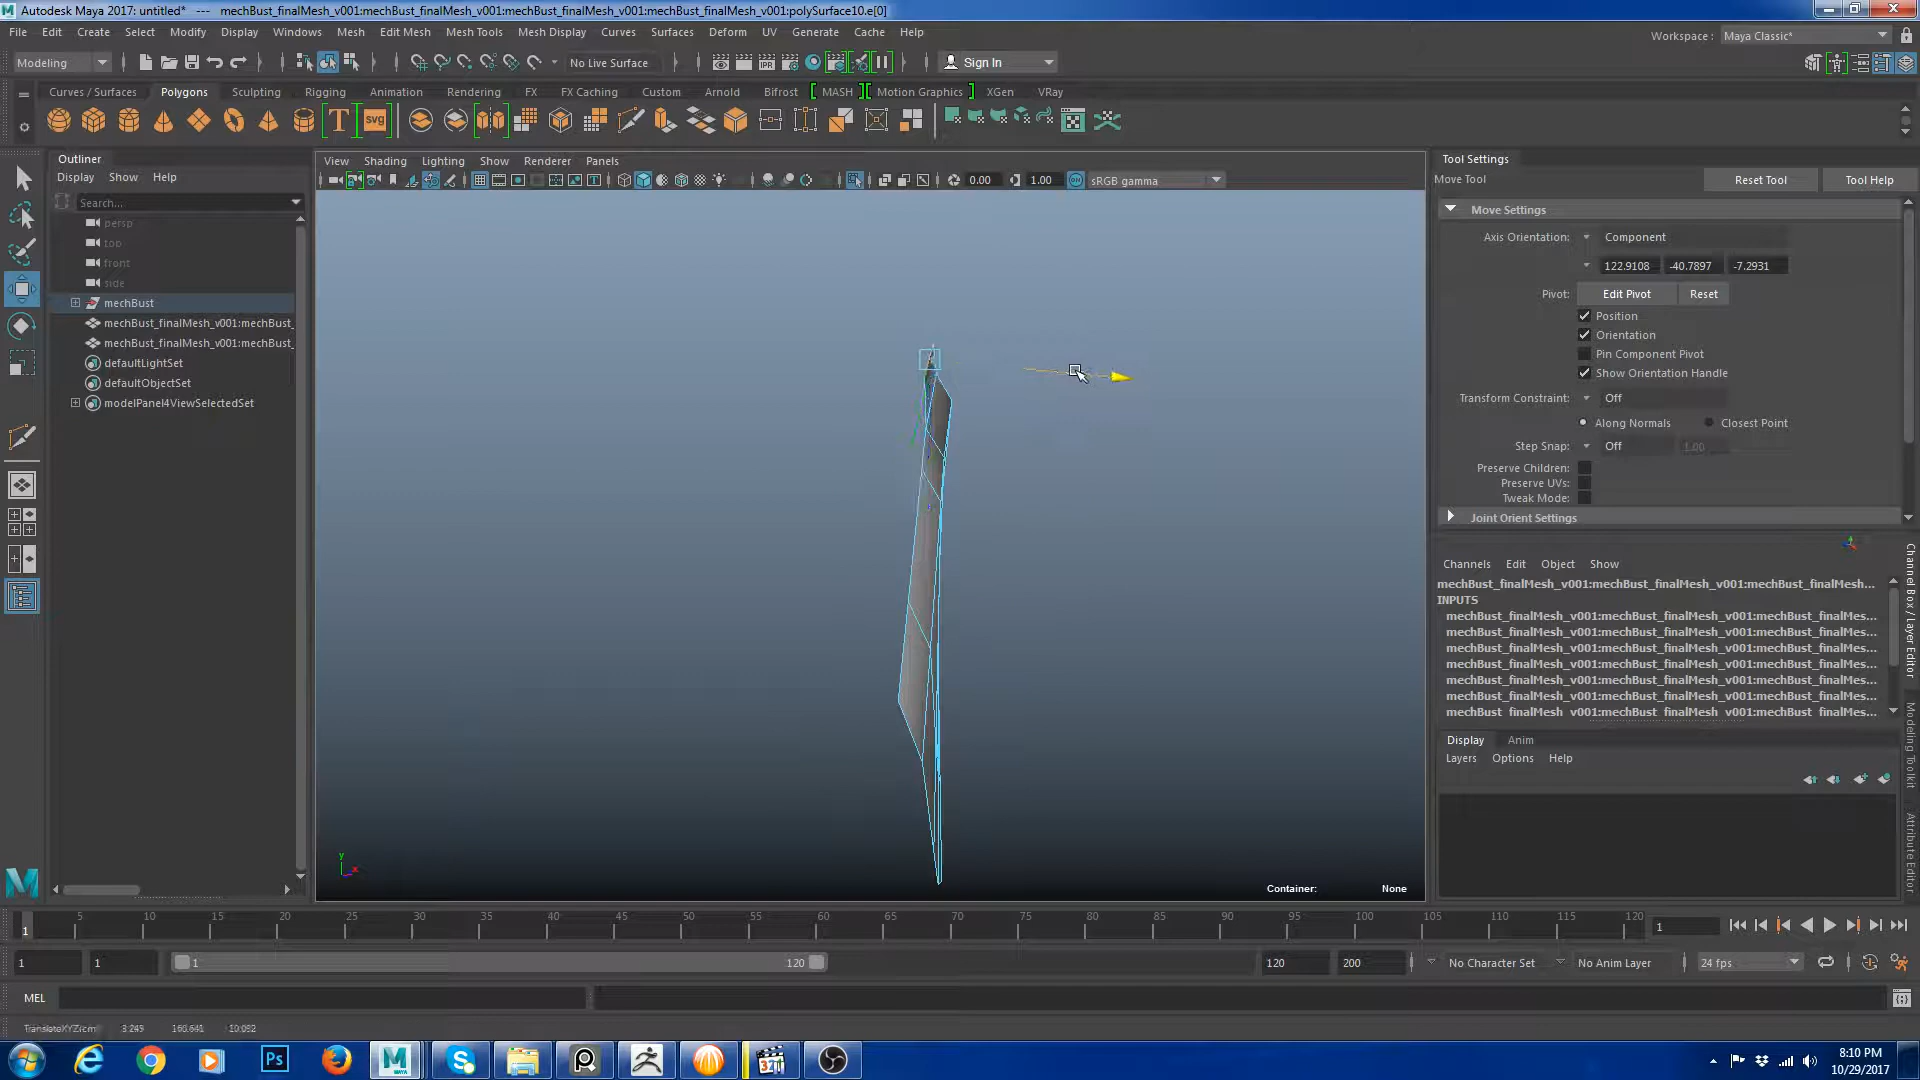 Autodesk Maya 2017: untitled* --- mechBust_finalMesh_v001:mechBust_finalMesh_v001:mechBust_finalMesh_v001:mechBust_finalMesh_v001:polySurface10.e[0]
File Edit Create Select Modify Display Windows Mesh Edit Mesh Mesh Tools Mesh Display Curves Surfaces Deform UV Generate Cache Help
Workspace : Maya Classic*
Modeling No Live Surface Sign In
Curves / Surfaces Polygons Sculpting Rigging Animation Rendering FX FX Caching Custom Arnold Bifrost MASH Motion Graphics XGen VRay
T svg
Outliner
Display Show Help
Search...
persp
top
front
side
mechBust
mechBust_finalMesh_v001:mechBust_
mechBust_finalMesh_v001:mechBust_
defaultLightSet
defaultObjectSet
modelPanel4ViewSelectedSet
View Shading Lighting Show Renderer Panels
0.00 1.00 sRGB gamma
Container: None
Tool Settings
Move Tool Reset Tool Tool Help
Move Settings
Axis Orientation: Component
122.9108 -40.7897 -7.2931
Pivot: Edit Pivot Reset
Position
Orientation
Pin Component Pivot
Show Orientation Handle
Transform Constraint: Off
Along Normals Closest Point
Step Snap: Off 1.00
Preserve Children:
Preserve UVs:
Tweak Mode:
Joint Orient Settings
Channels Edit Object Show
mechBust_finalMesh_v001:mechBust_finalMesh_v001:mechBust_finalMesh...
INPUTS
mechBust_finalMesh_v001:mechBust_finalMesh_v001:mechBust_finalMes...
mechBust_finalMesh_v001:mechBust_finalMesh_v001:mechBust_finalMes...
mechBust_finalMesh_v001:mechBust_finalMesh_v001:mechBust_finalMes...
mechBust_finalMesh_v001:mechBust_finalMesh_v001:mechBust_finalMes...
mechBust_finalMesh_v001:mechBust_finalMesh_v001:mechBust_finalMes...
mechBust_finalMesh_v001:mechBust_finalMesh_v001:mechBust_finalMes...
mechBust_finalMesh_v001:mechBust_finalMesh_v001:mechBust_finalMes...
Display Anim
Layers Options Help
Channel Box / Layer Editor
Modeling Toolkit
Attribute Editor
5 10 15 20 25 30 35 40 45 50 55 60 65 70 75 80 85 90 95 100 105 110 115 120
1 1
1 1 1 120 120 200 No Character Set No Anim Layer 24 fps
MEL
TranslateXYZ(cm) 3.249 160.641 10.092
8:10 PM
10/29/2017